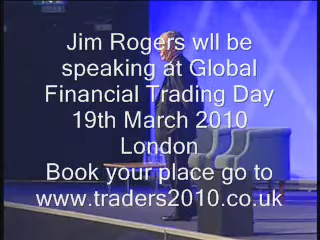 Jim Rogers wll be
speaking at Global
Financial Trading Day
19th March 2010
London
Book your place go to
www.traders2010.co.uk